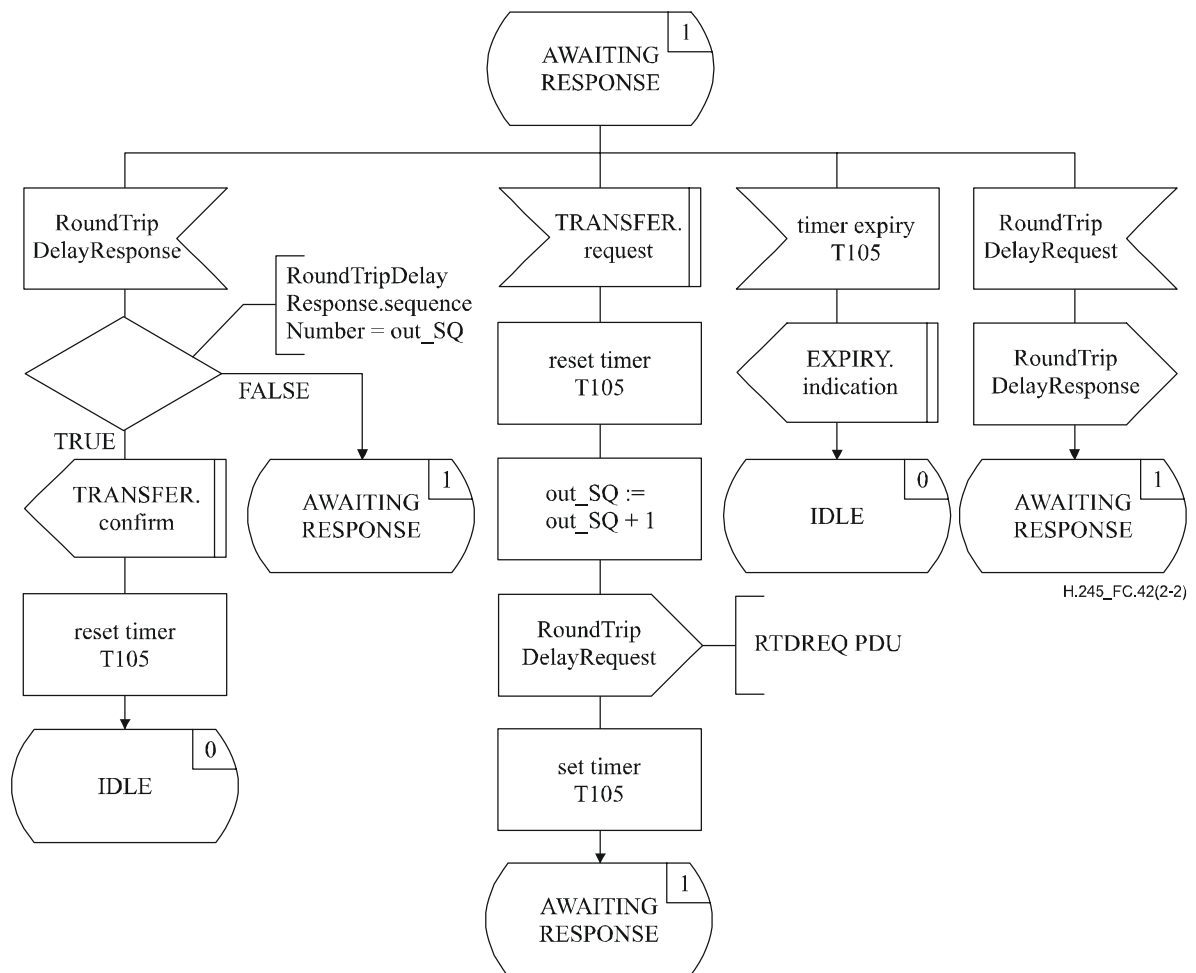 1
AWAITING
RESPONSE
RoundTrip
DelayResponse
TRANSFER.
request
timer expiry
T105
RoundTrip
DelayRequest
RoundTripDelay
Response.sequence
Number = out_SQ
FALSE
TRUE
reset timer
T105
EXPIRY.
indication
RoundTrip
DelayResponse
TRANSFER.
confirm
1
AWAITING
RESPONSE
out_SQ :=
out_SQ + 1
0
IDLE
1
AWAITING
RESPONSE
H.245_FC.42(2-2)
reset timer
T105
RoundTrip
DelayRequest
RTDREQ PDU
0
IDLE
set timer
T105
1
AWAITING
RESPONSE